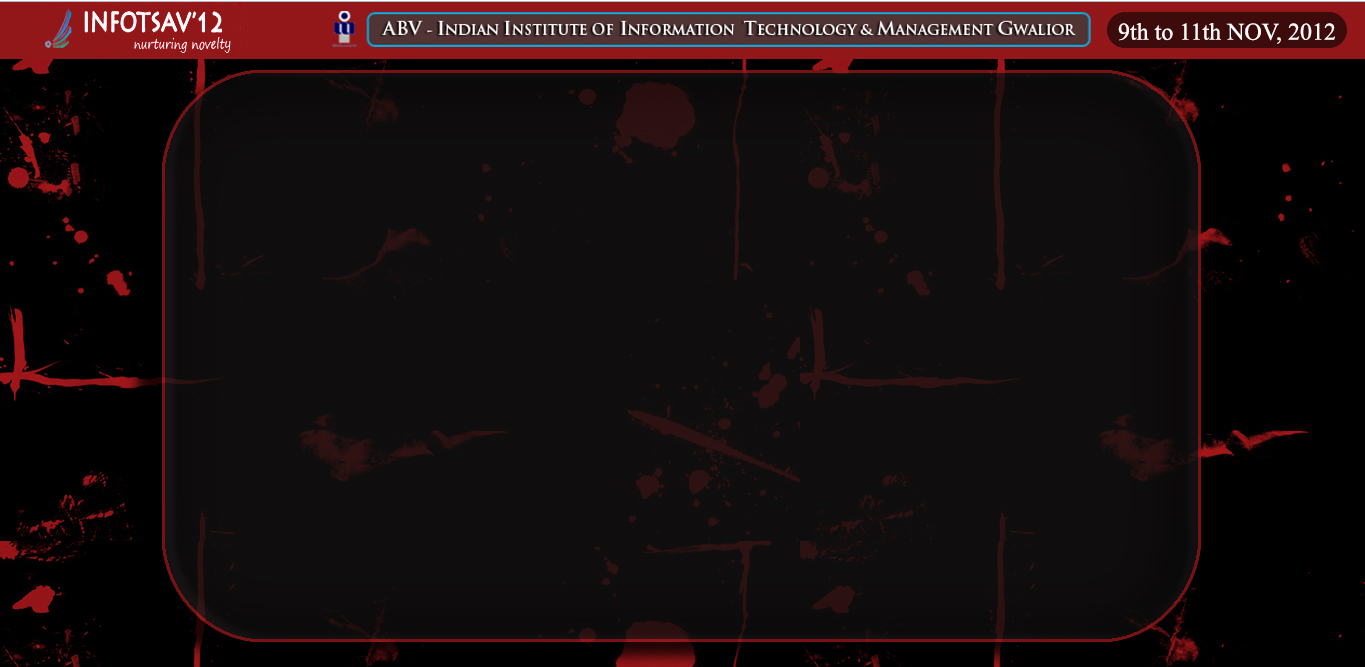 INFOTSAV'12
nurturing novelty
ABV - Indian Institute Of Information Technology & Management Gwalior
9th to 11th NOV, 2012